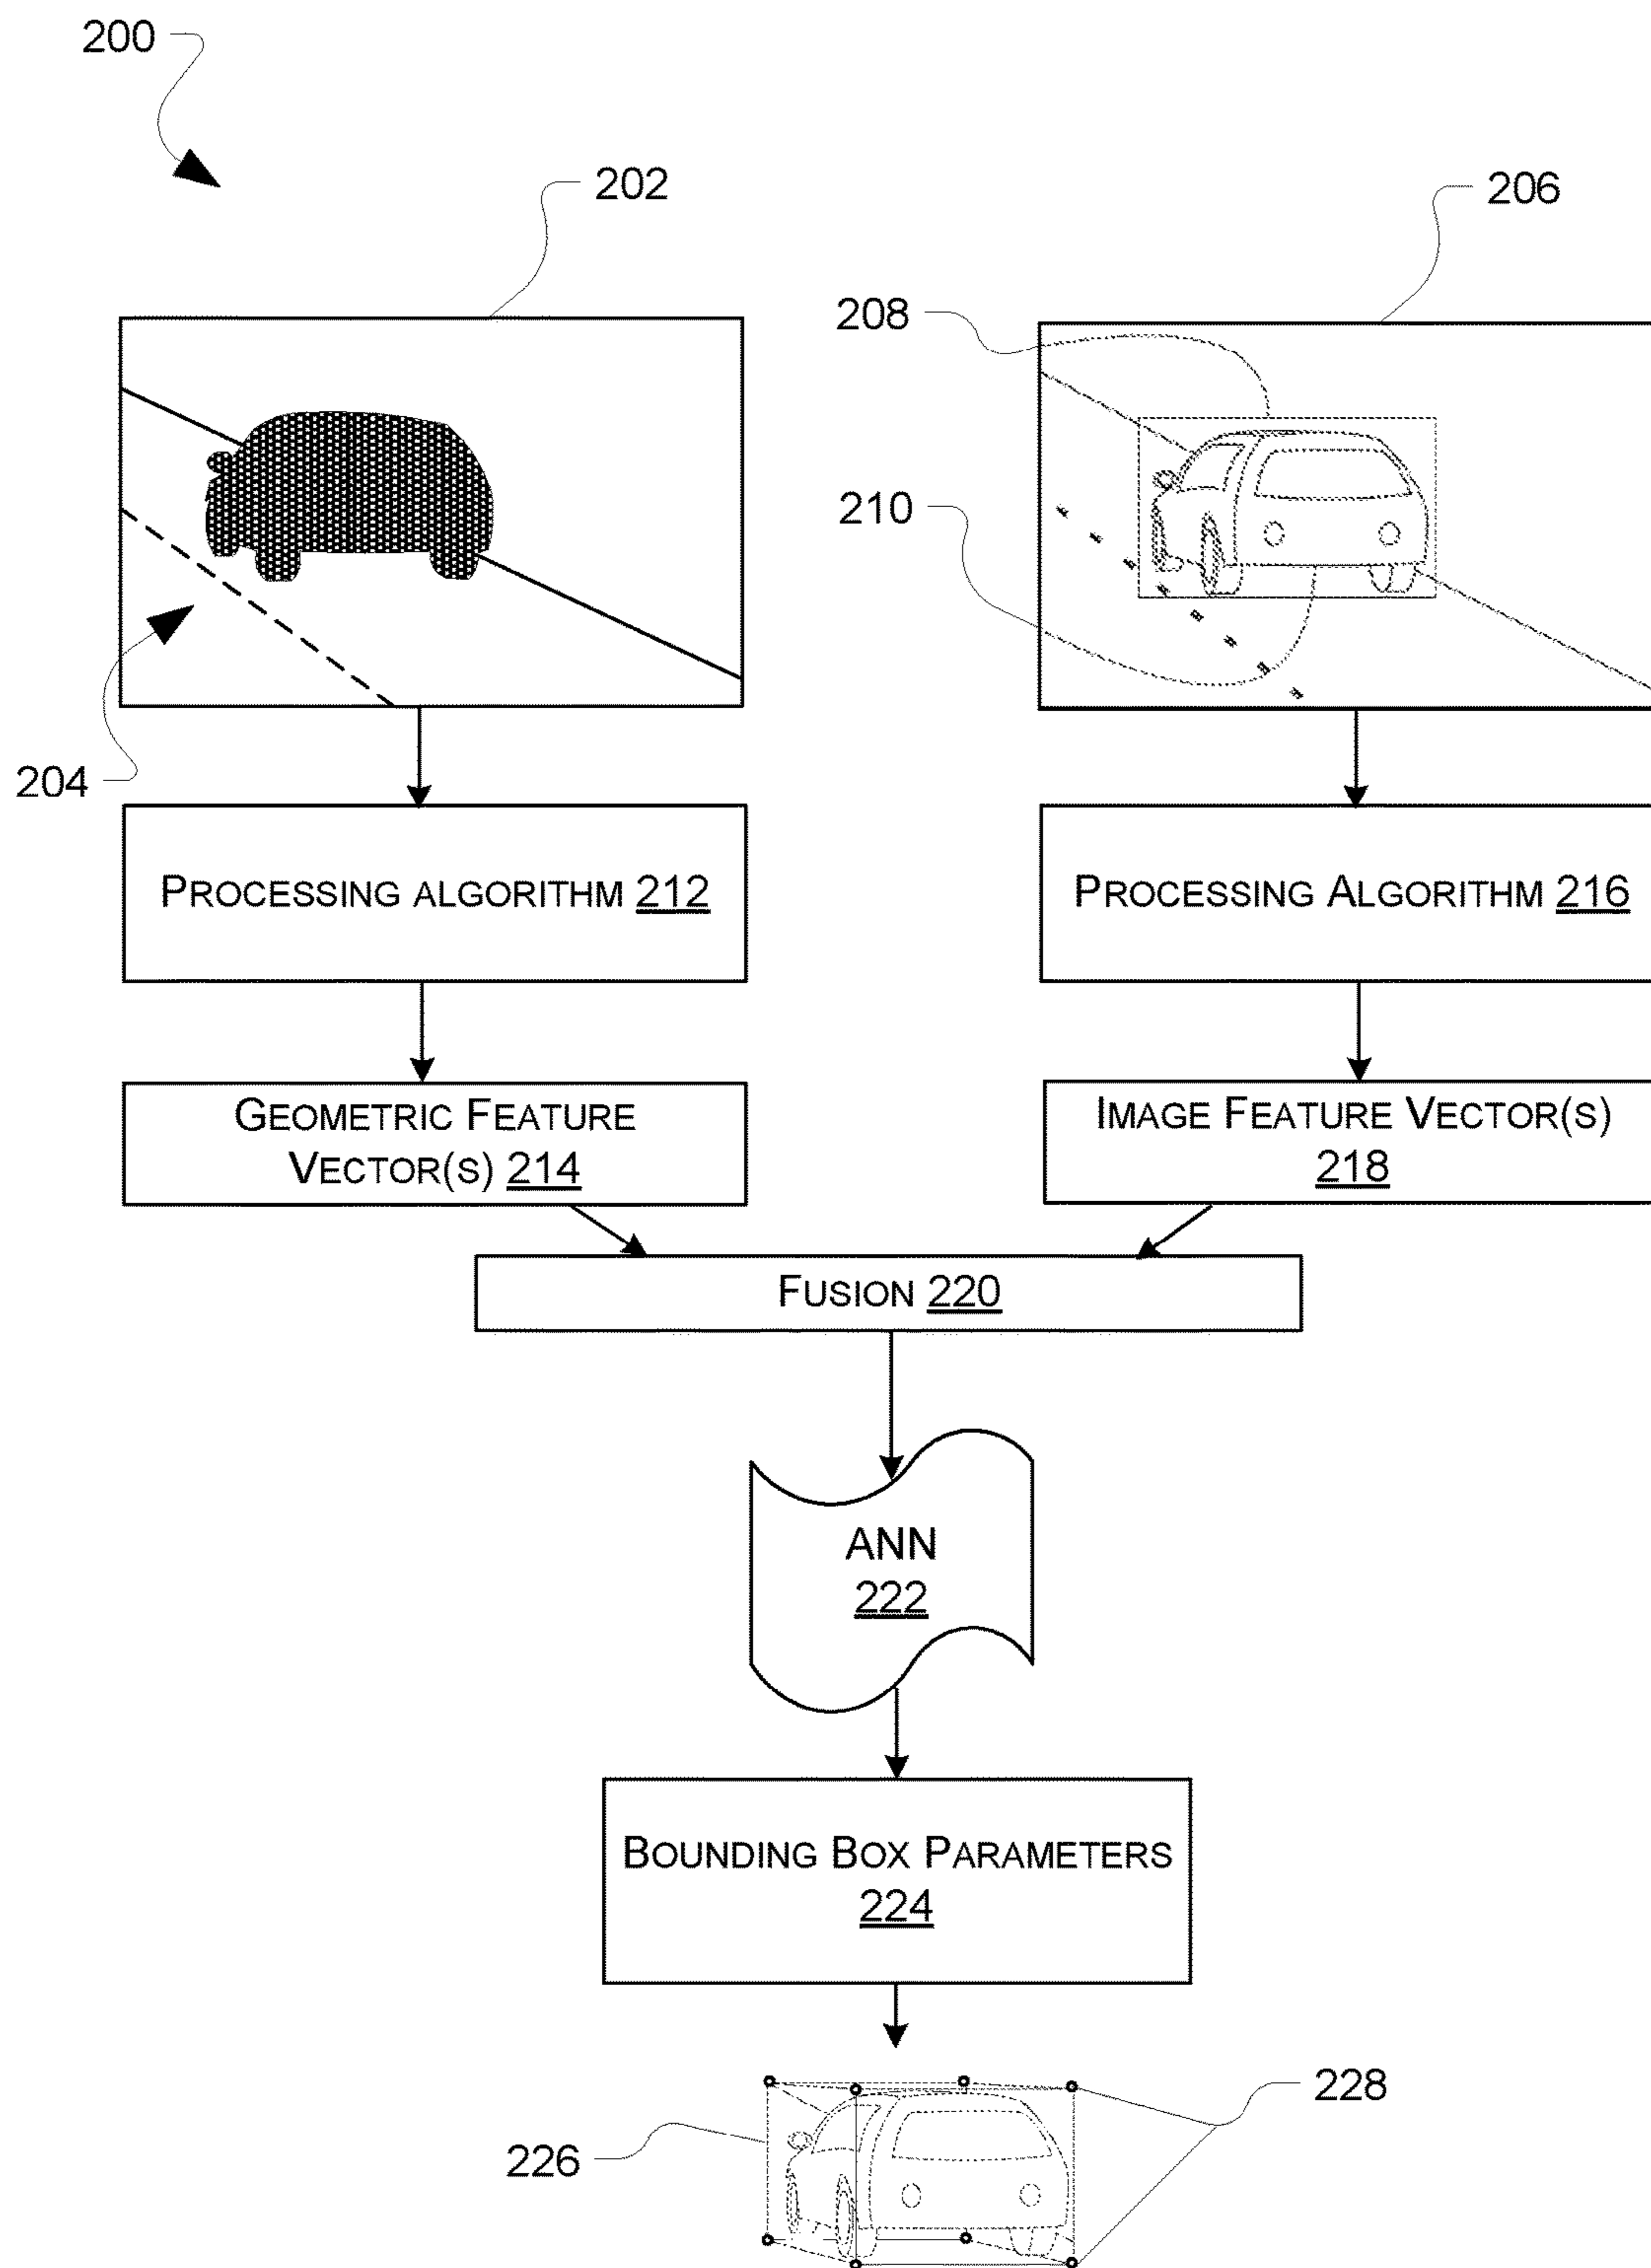 200
202
206
208
210
204
PROCESSING ALGORITHM 212
PROCESSING ALGORITHM 216
GEOMETRIC FEATURE
VECTOR(S) 214
IMAGE FEATURE VECTOR(S)
218
FUSION 220
ANN
222
BOUNDING BOX PARAMETERS
224
228
226